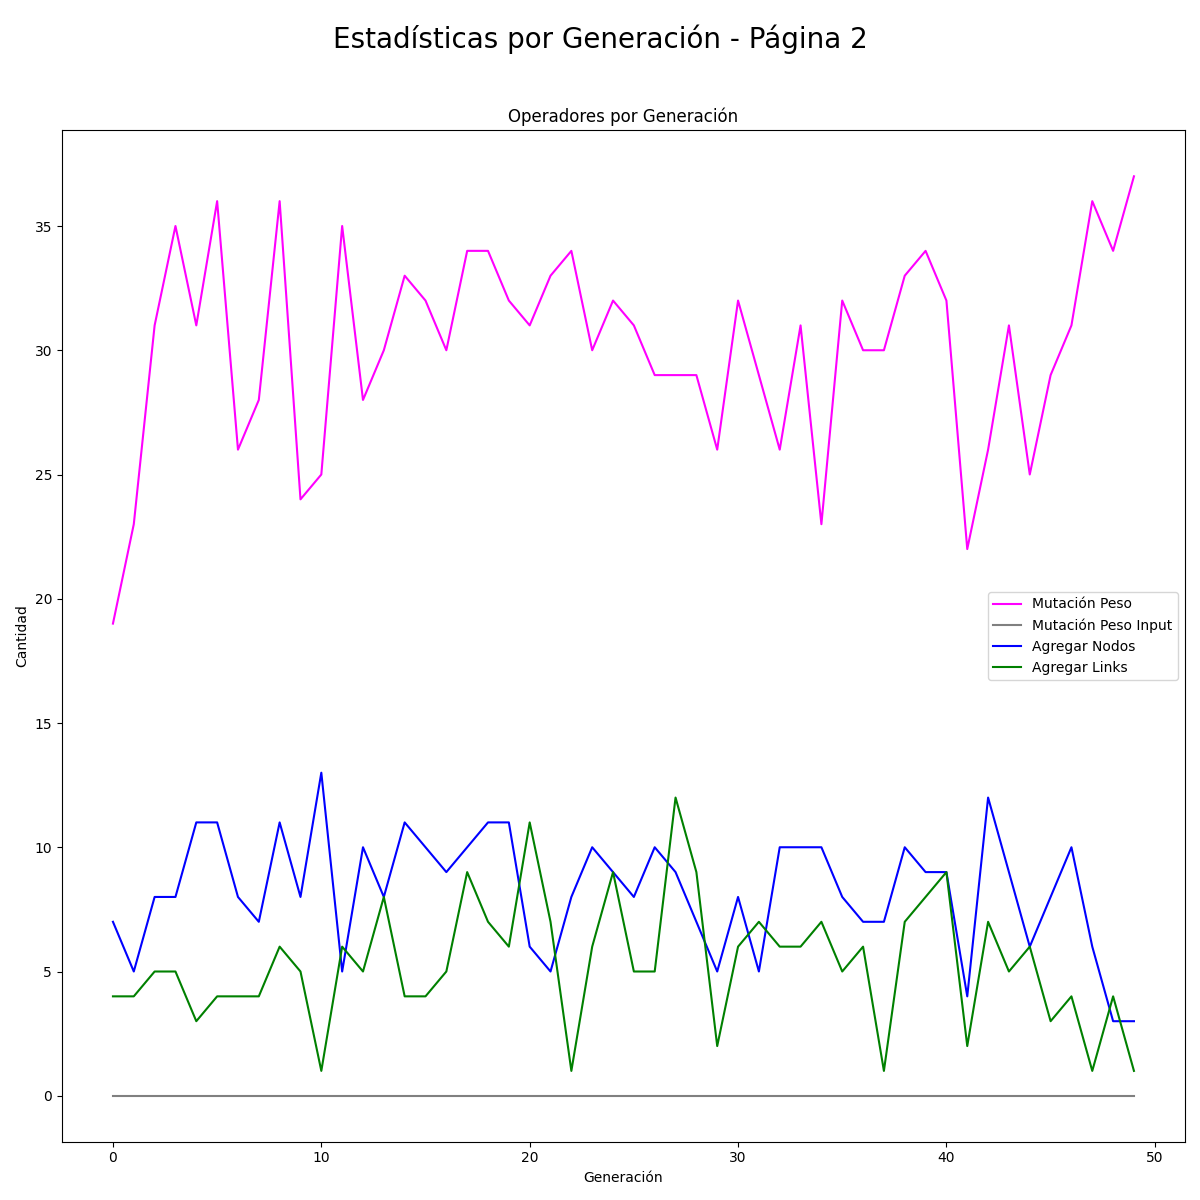 Estadísticas por Generación - Página 2
Operadores por Generación
35
30
25
20
15
10
5
0
Cantidad
Mutación Peso
Mutación Peso Input
Agregar Nodos
Agregar Links
0 10 20 30 40 50
Generación